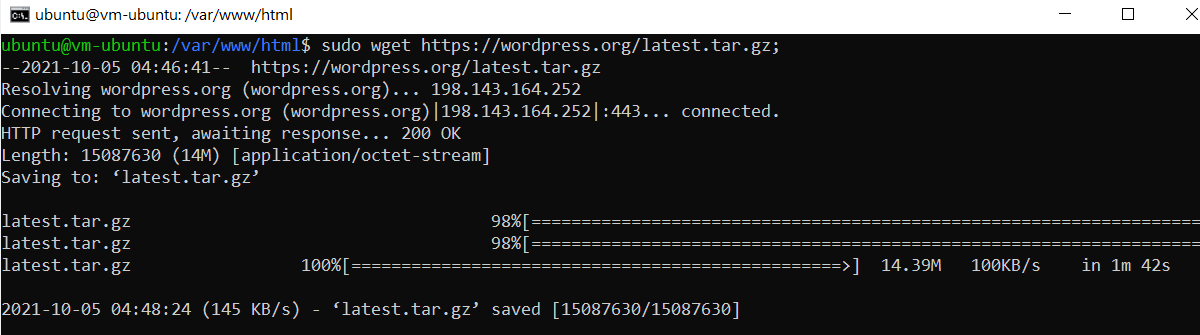 ubuntu@vm-ubuntu: /var/www/html
ubuntu@vm-ubuntu:/var/www/html$ sudo wget https://wordpress.org/latest.tar.gz;
--2021-10-05 04:46:41--  https://wordpress.org/latest.tar.gz
Resolving wordpress.org (wordpress.org)... 198.143.164.252
Connecting to wordpress.org (wordpress.org)|198.143.164.252|:443... connected.
HTTP request sent, awaiting response... 200 OK
Length: 15087630 (14M) [application/octet-stream]
Saving to: ‘latest.tar.gz’
latest.tar.gz                                    98%[===================================================================
latest.tar.gz                                    98%[===================================================================
latest.tar.gz                 100%[=================================================>]  14.39M   100KB/s    in 1m 42s
2021-10-05 04:48:24 (145 KB/s) - ‘latest.tar.gz’ saved [15087630/15087630]